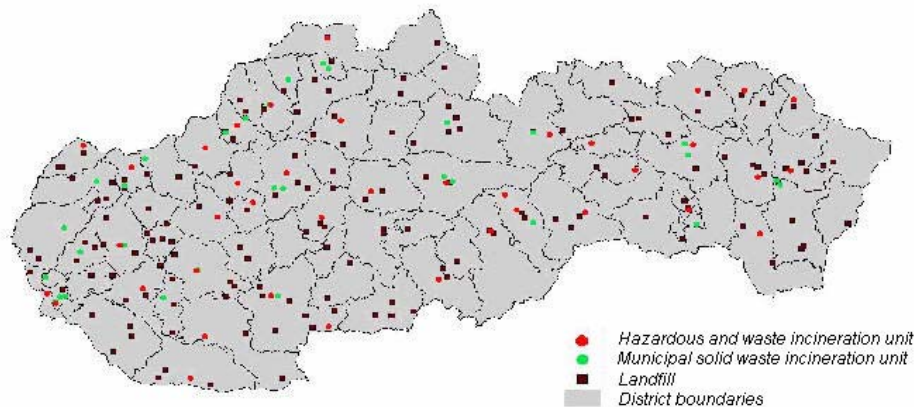 Hazardous and waste incineration unit
Municipal solid waste incineration unit
Landfill
District boundaries